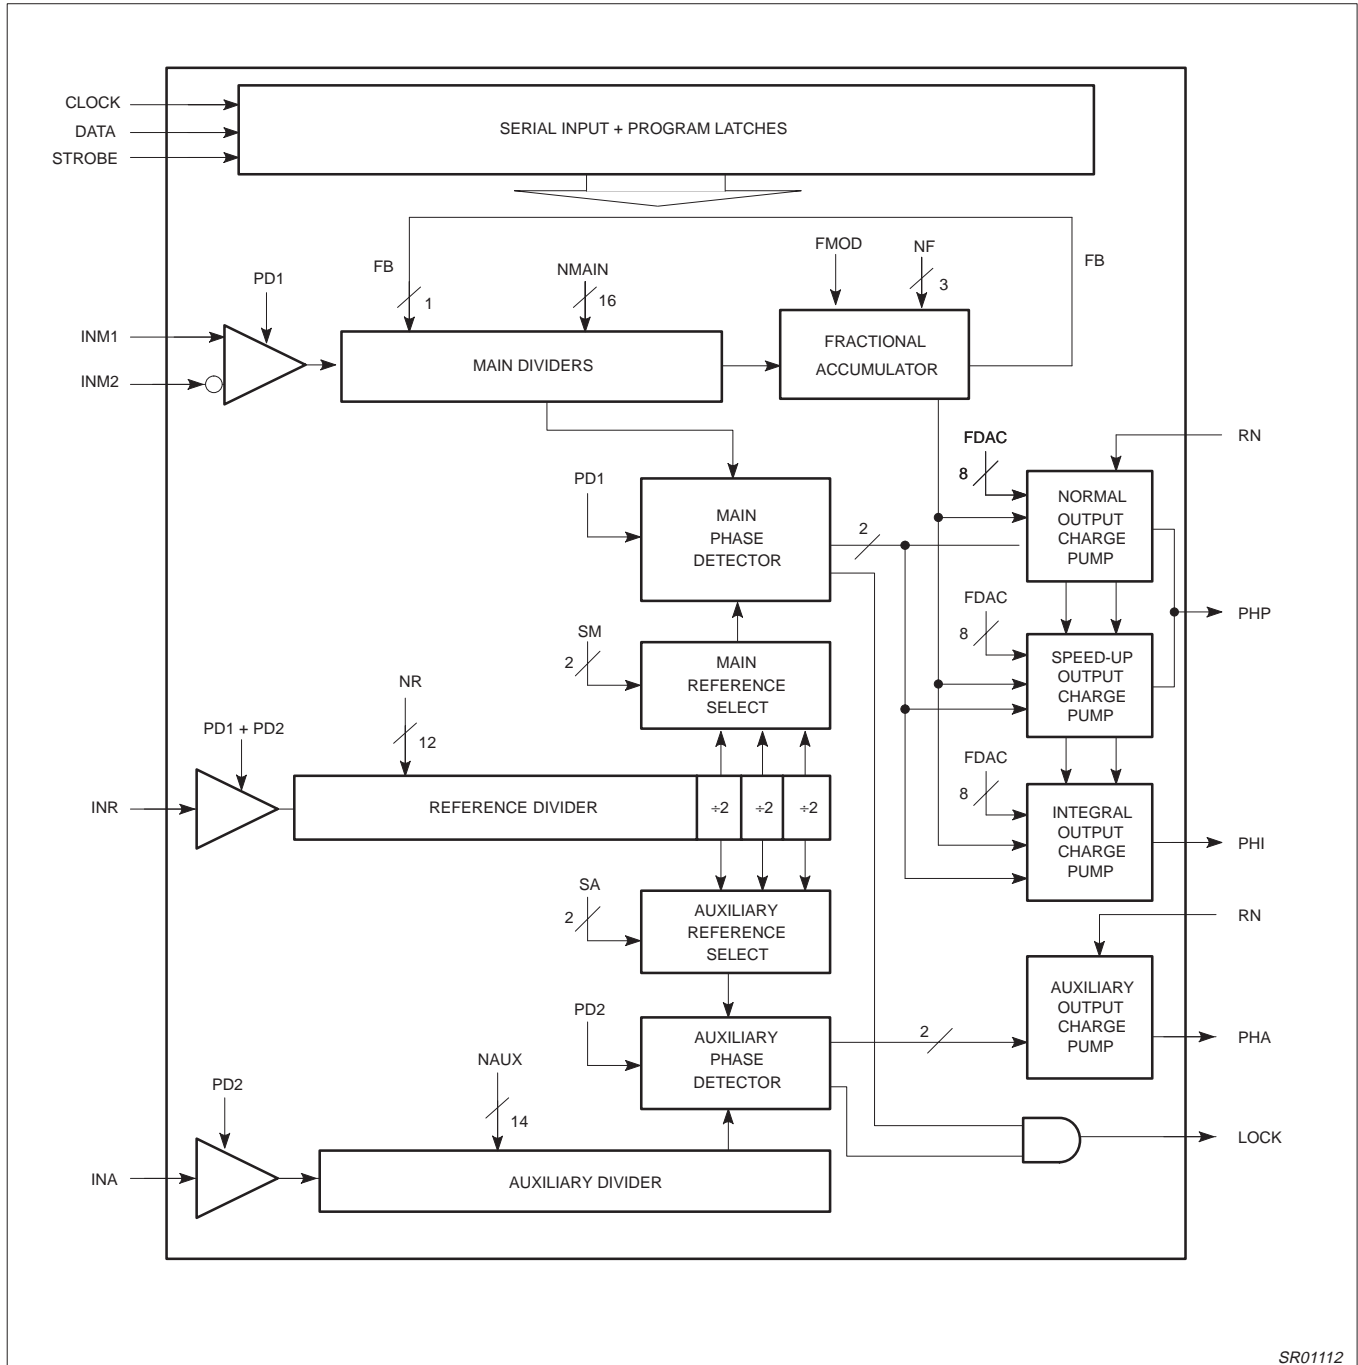 CLOCK
DATA
STROBE
SERIAL INPUT + PROGRAM LATCHES
FB
1
NMAIN
16
FMOD
NF
3
FB
PD1
INM1
INM2
MAIN DIVIDERS
FRACTIONAL
ACCUMULATOR
RN
FDAC
8
NORMAL
OUTPUT
CHARGE
PUMP
PD1
MAIN
PHASE
DETECTOR
2
PHP
FDAC
8
SPEED-UP
OUTPUT
CHARGE
PUMP
SM
2
MAIN
REFERENCE
SELECT
NR
12
PD1 + PD2
INR
REFERENCE DIVIDER
÷2
÷2
÷2
FDAC
8
INTEGRAL
OUTPUT
CHARGE
PUMP
PHI
SA
2
AUXILIARY
REFERENCE
SELECT
RN
AUXILIARY
OUTPUT
CHARGE
PUMP
PHA
PD2
AUXILIARY
PHASE
DETECTOR
2
NAUX
14
PD2
INA
AUXILIARY DIVIDER
LOCK
SR01112